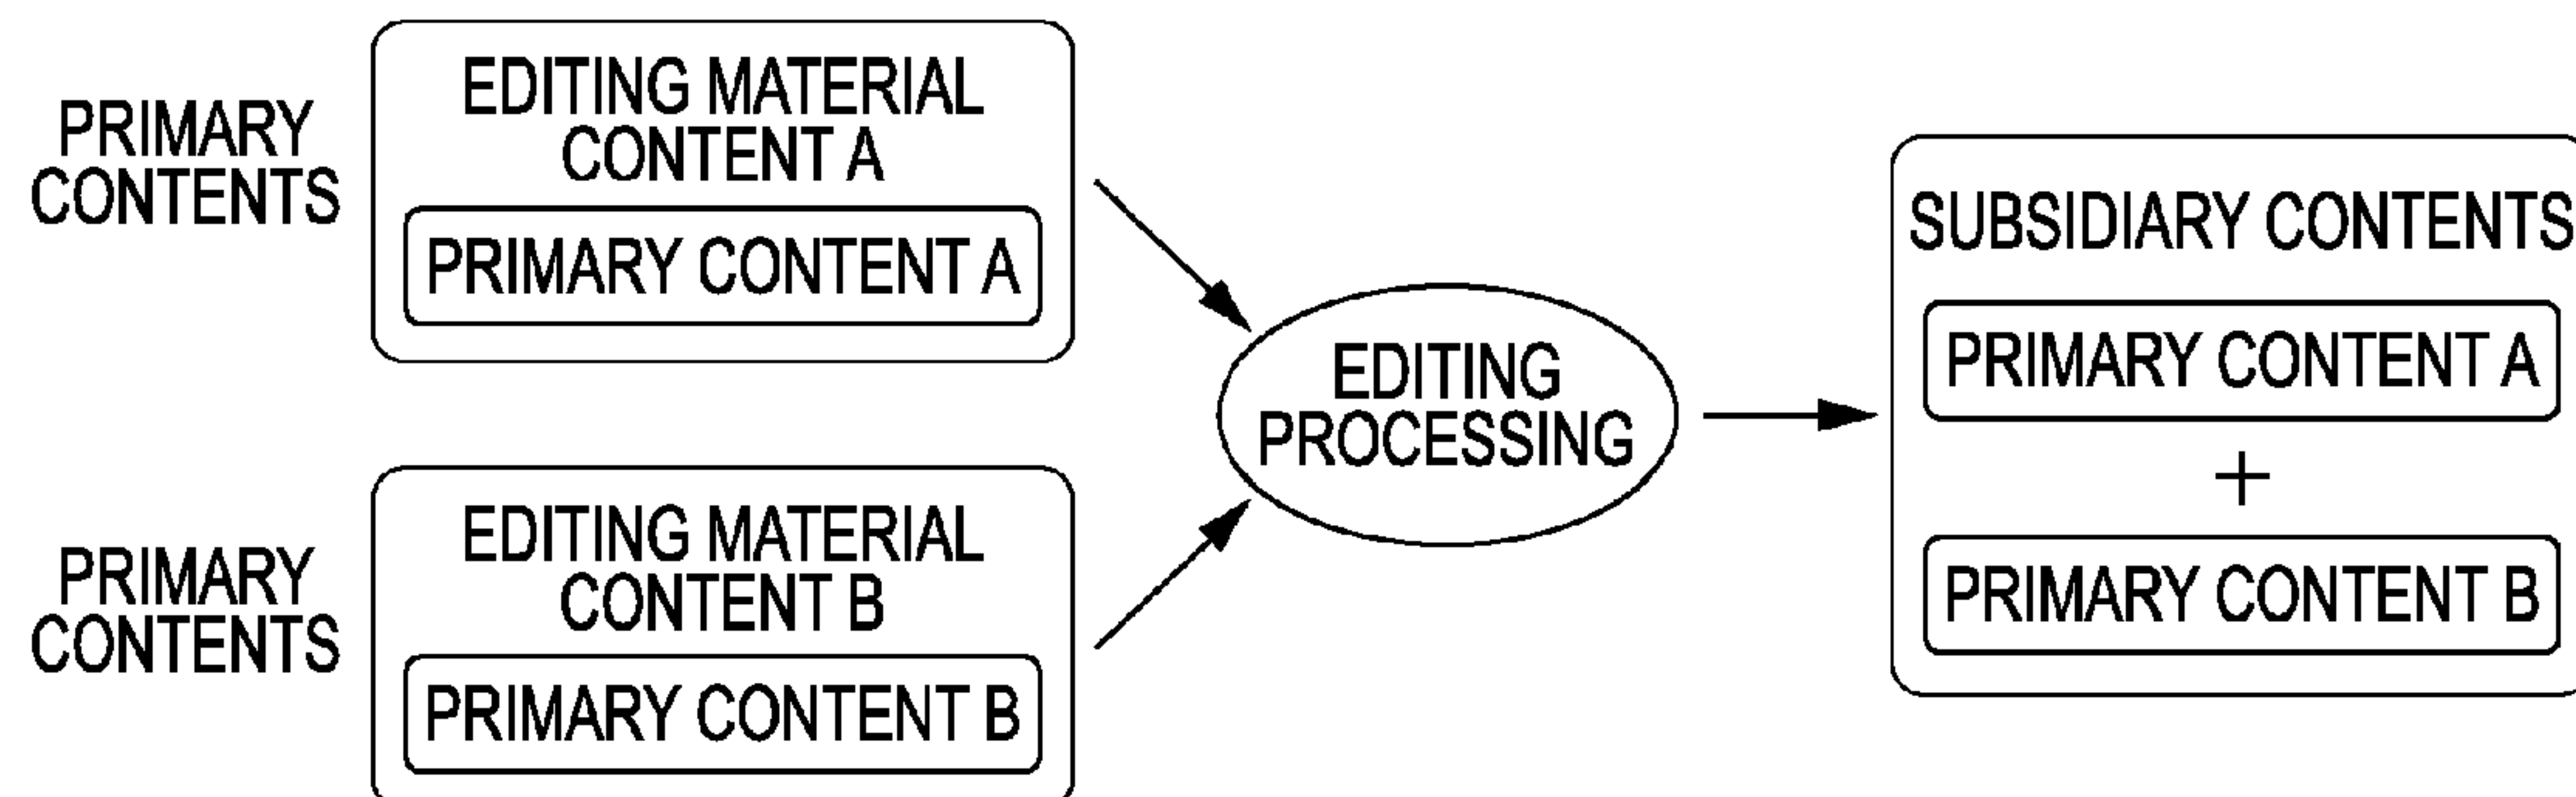 PRIMARY
CONTENTS
EDITING MATERIAL
CONTENT A
PRIMARY CONTENT A
PRIMARY
CONTENTS
EDITING MATERIAL
CONTENT B
PRIMARY CONTENT B
EDITING
PROCESSING
SUBSIDIARY CONTENTS
PRIMARY CONTENT A
+
PRIMARY CONTENT B